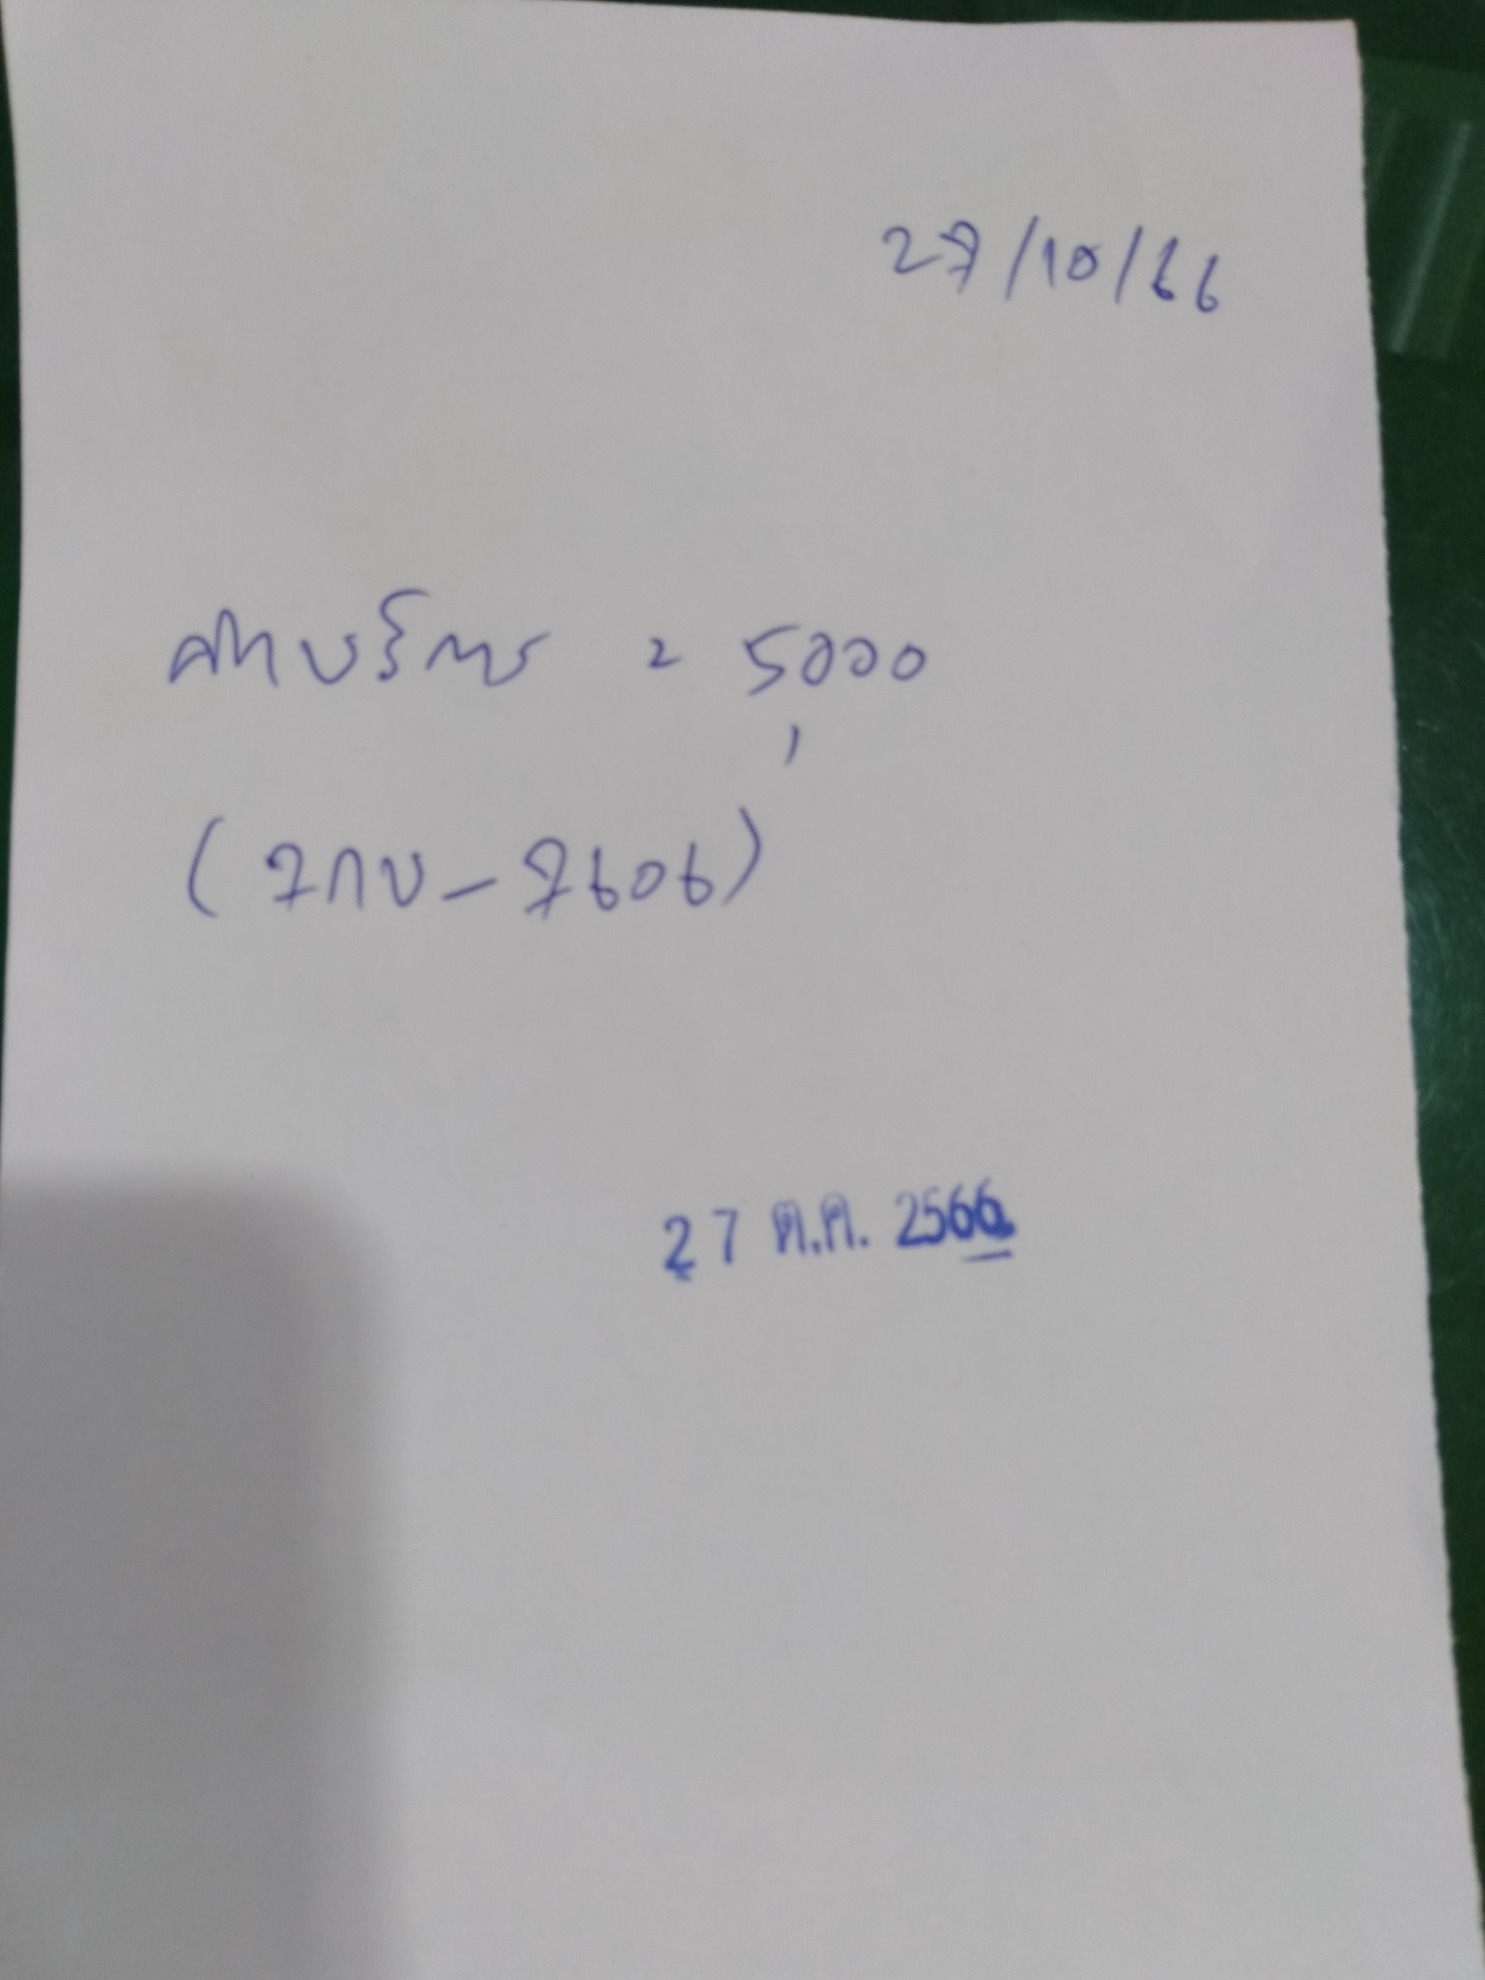 27/10/66
ค่าบริการ = 5,000
(7กบ-7606)
27 ต.ค. 2566